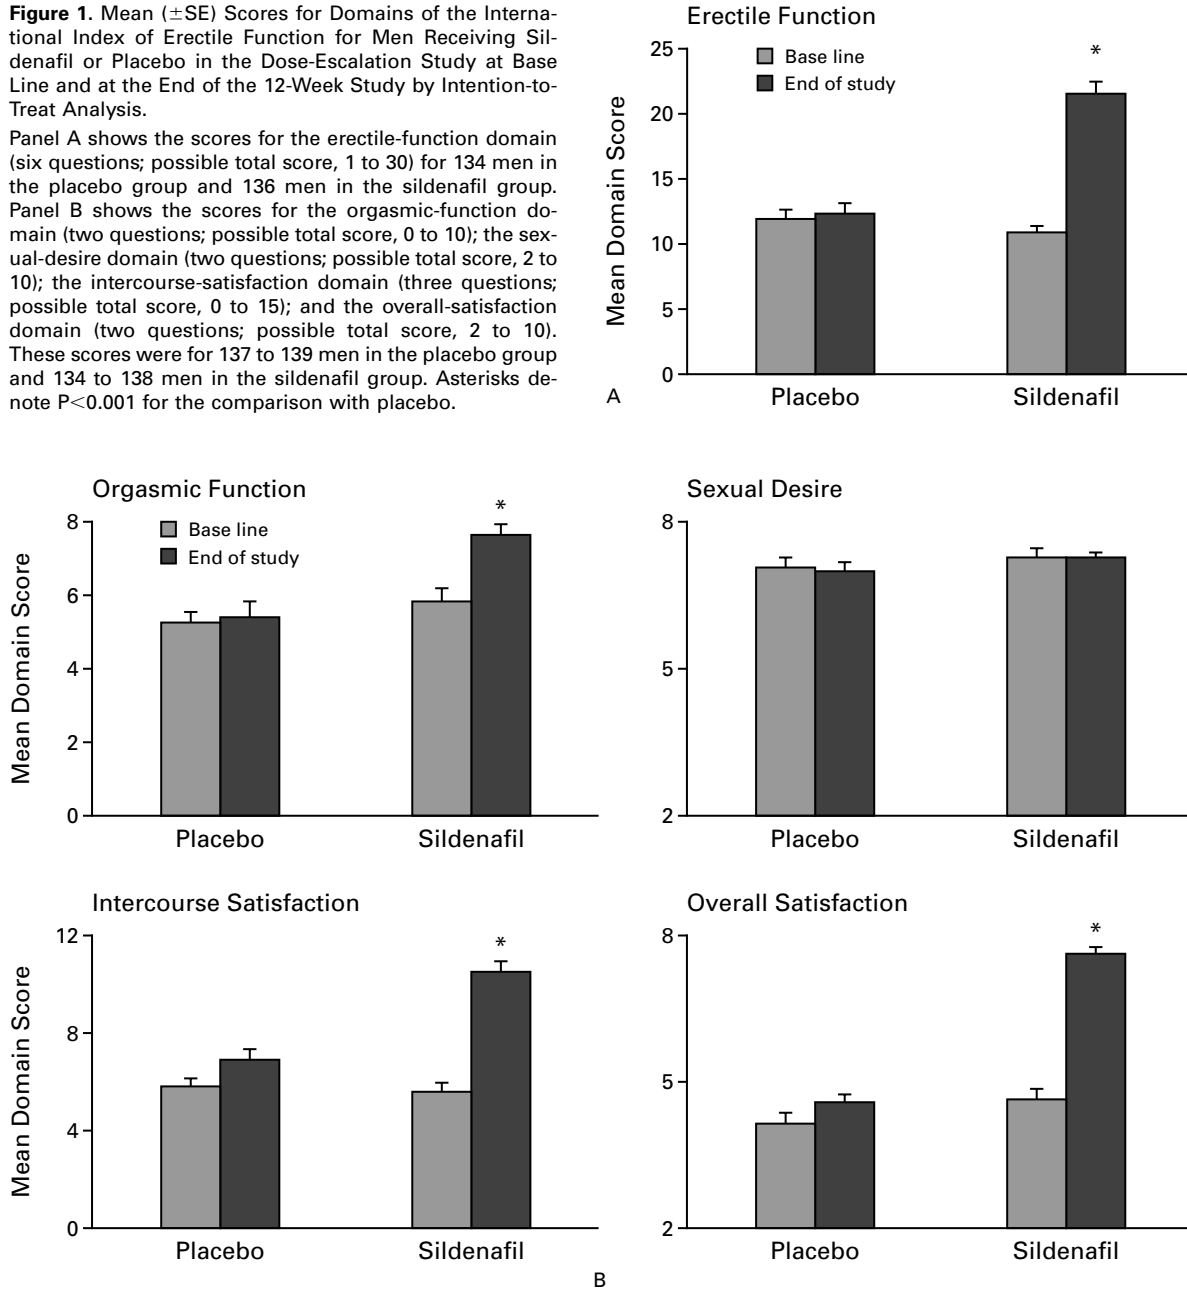 Figure 1. Mean (±SE) Scores for Domains of the Interna-
tional Index of Erectile Function for Men Receiving Sil-
denafil or Placebo in the Dose-Escalation Study at Base
Line and at the End of the 12-Week Study by Intention-to-
Treat Analysis.
Panel A shows the scores for the erectile-function domain
(six questions; possible total score, 1 to 30) for 134 men in
the placebo group and 136 men in the sildenafil group.
Panel B shows the scores for the orgasmic-function do-
main (two questions; possible total score, 0 to 10); the sex-
ual-desire domain (two questions; possible total score, 2 to
10); the intercourse-satisfaction domain (three questions;
possible total score, 0 to 15); and the overall-satisfaction
domain (two questions; possible total score, 2 to 10).
These scores were for 137 to 139 men in the placebo group
and 134 to 138 men in the sildenafil group. Asterisks de-
note P<0.001 for the comparison with placebo.
Erectile Function
Mean Domain Score
25
20
15
10
5
0
Base line
End of study
*
Placebo
Sildenafil
A
Orgasmic Function
Mean Domain Score
8
6
4
2
0
Base line
End of study
*
Placebo
Sildenafil
Sexual Desire
8
5
2
Placebo
Sildenafil
Intercourse Satisfaction
Mean Domain Score
12
8
4
0
*
Placebo
Sildenafil
Overall Satisfaction
8
5
2
*
Placebo
Sildenafil
B